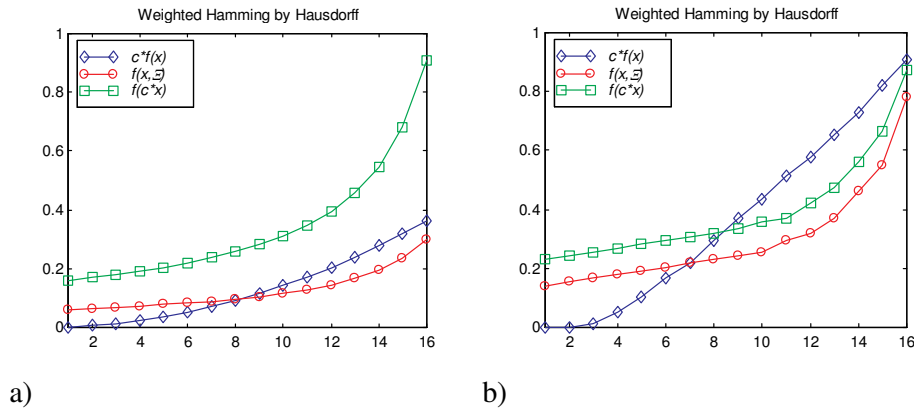 Weighted Hamming by Hausdorff
c*f(x)
f(x,Ξ)
f(c*x)
1
0.8
0.6
0.4
0.2
0
2 4 6 8 10 12 14 16
a)
Weighted Hamming by Hausdorff
c*f(x)
f(x,Ξ)
f(c*x)
1
0.8
0.6
0.4
0.2
0
2 4 6 8 10 12 14 16
b)